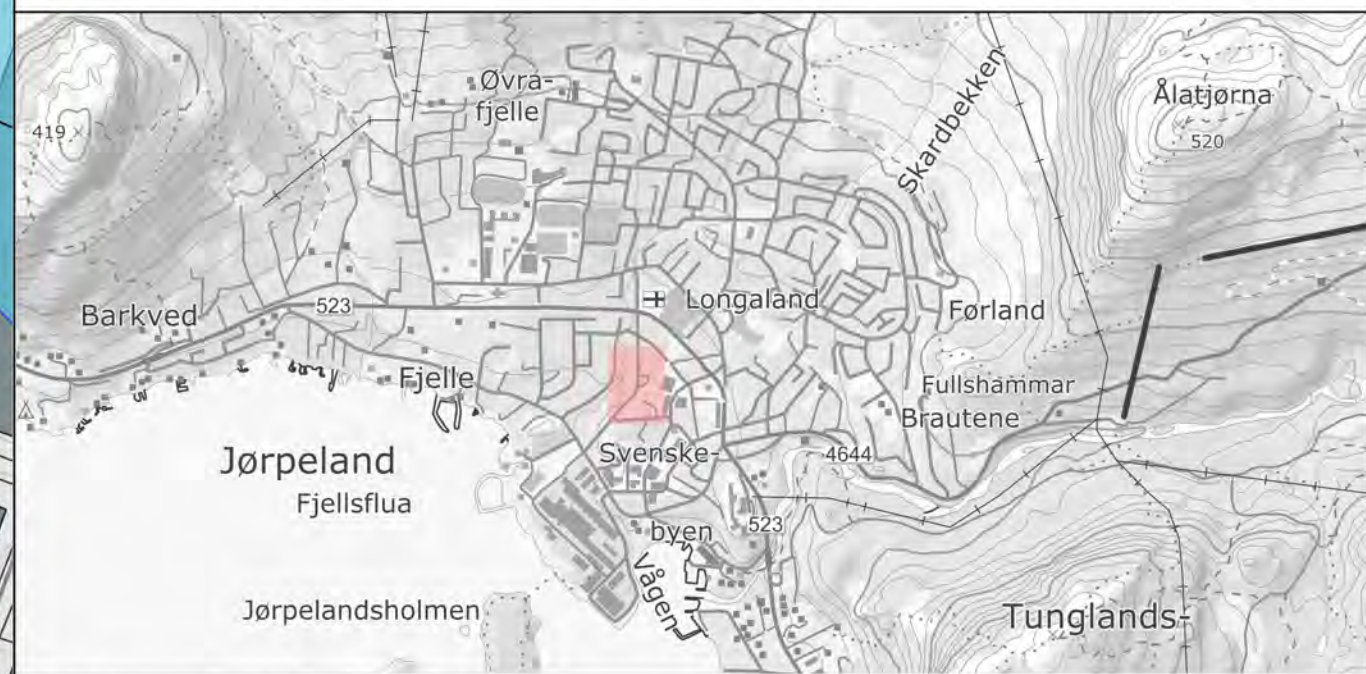 Øvra-
fjelle
Skardbekken
Ålatjørna
520
419
Barkved
523
Longaland
Førland
Fjelle
Fullshammar
Brautene
Jørpeland
Svenske-
4644
Fjellsflua
byen
523
Vågen
Jørpelandsholmen
Tunglands-